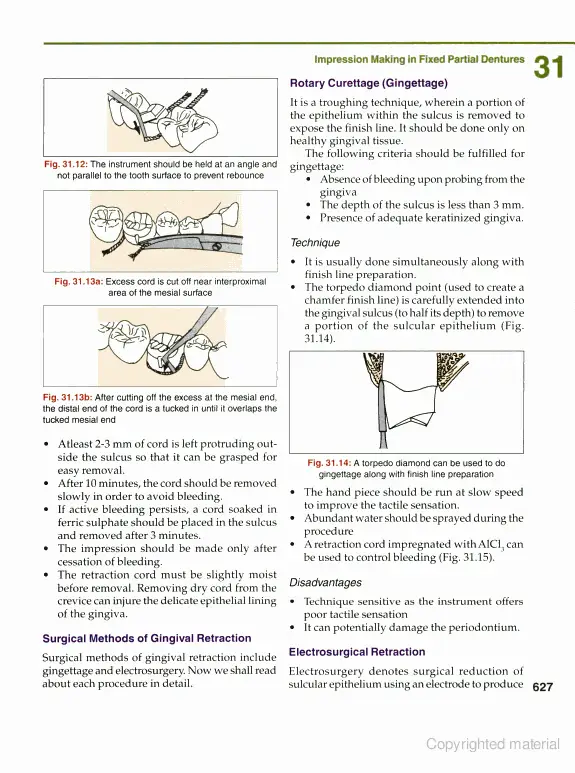 Impression Making in Fixed Partial Dentures
31
Fig. 31.12: The instrument should be held at an angle and
not parallel to the tooth surface to prevent rebounce
Fig. 31.13a: Excess cord is cut off near interproximal
area of the mesial surface
Fig. 31.13b: After cutting off the excess at the mesial end,
the distal end of the cord is a tucked in until it overlaps the
tucked mesial end
• Atleast 2-3 mm of cord is left protruding out-
side the sulcus so that it can be grasped for
easy removal.
• After 10 minutes, the cord should be removed
slowly in order to avoid bleeding.
• If active bleeding persists, a cord soaked in
ferric sulphate should be placed in the sulcus
and removed after 3 minutes.
• The impression should be made only after
cessation of bleeding.
• The retraction cord must be slightly moist
before removal. Removing dry cord from the
crevice can injure the delicate epithelial lining
of the gingiva.
Surgical Methods of Gingival Retraction
Surgical methods of gingival retraction include
gingettage and electrosurgery. Now we shall read
about each procedure in detail.
Rotary Curettage (Gingettage)
It is a troughing technique, wherein a portion of
the epithelium within the sulcus is removed to
expose the finish line. It should be done only on
healthy gingival tissue.
The following criteria should be fulfilled for
gingettage:
• Absence of bleeding upon probing from the
gingiva
• The depth of the sulcus is less than 3 mm.
• Presence of adequate keratinized gingiva.
Technique
• It is usually done simultaneously along with
finish line preparation.
• The torpedo diamond point (used to create a
chamfer finish line) is carefully extended into
the gingival sulcus (to half its depth) to remove
a portion of the sulcular epithelium (Fig.
31.14).
Fig. 31.14: A torpedo diamond can be used to do
gingettage along with finish line preparation
• The hand piece should be run at slow speed
to improve the tactile sensation.
• Abundant water should be sprayed during the
procedure
• A retraction cord impregnated with AlCl₃ can
be used to control bleeding (Fig. 31.15).
Disadvantages
• Technique sensitive as the instrument offers
poor tactile sensation
• It can potentially damage the periodontium.
Electrosurgical Retraction
Electrosurgery denotes surgical reduction of
sulcular epithelium using an electrode to produce
627
Copyrighted material